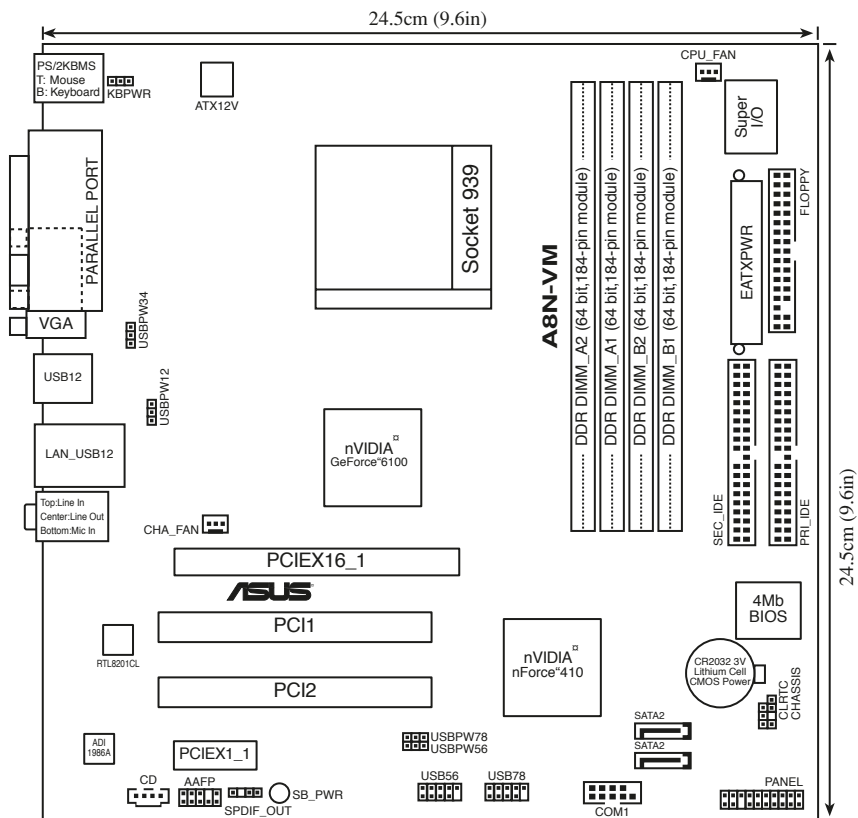 24.5cm (9.6in)
PS/2KBMS
T: Mouse
B: Keyboard
KBPWR
ATX12V
CPU_FAN
Super
I/O
PARALLEL PORT
Socket 939
A8N-VM
DDR DIMM_A2 (64 bit,184-pin module)
DDR DIMM_A1 (64 bit,184-pin module)
DDR DIMM_B2 (64 bit,184-pin module)
DDR DIMM_B1 (64 bit,184-pin module)
EATXPWR
FLOPPY
VGA
USBPW34
USB12
USBPW12
LAN_USB12
nVIDIA¤
GeForce“6100
SEC_IDE
PRI_IDE
24.5cm (9.6in)
Top:Line In
Center:Line Out
Bottom:Mic In
CHA_FAN
PCIEX16_1
ASUS
PCI1
4Mb
BIOS
RTL8201CL
nVIDIA¤
nForce“410
CR2032 3V
Lithium Cell
CMOS Power
CLRTC
CHASSIS
PCI2
SATA2
SATA2
ADI
1986A
PCIEX1_1
USBPW78
USBPW56
CD
AAFP
SPDIF_OUT
SB_PWR
USB56
USB78
COM1
PANEL